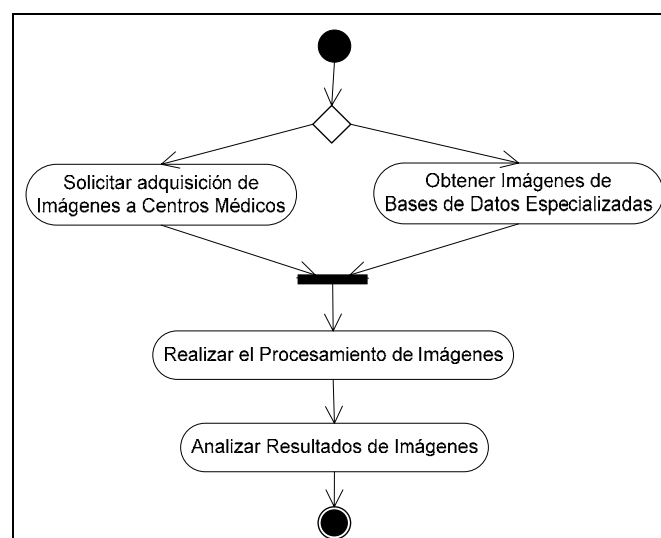 Solicitar adquisición de
Imágenes a Centros Médicos
Obtener Imágenes de
Bases de Datos Especializadas
Realizar el Procesamiento de Imágenes
Analizar Resultados de Imágenes